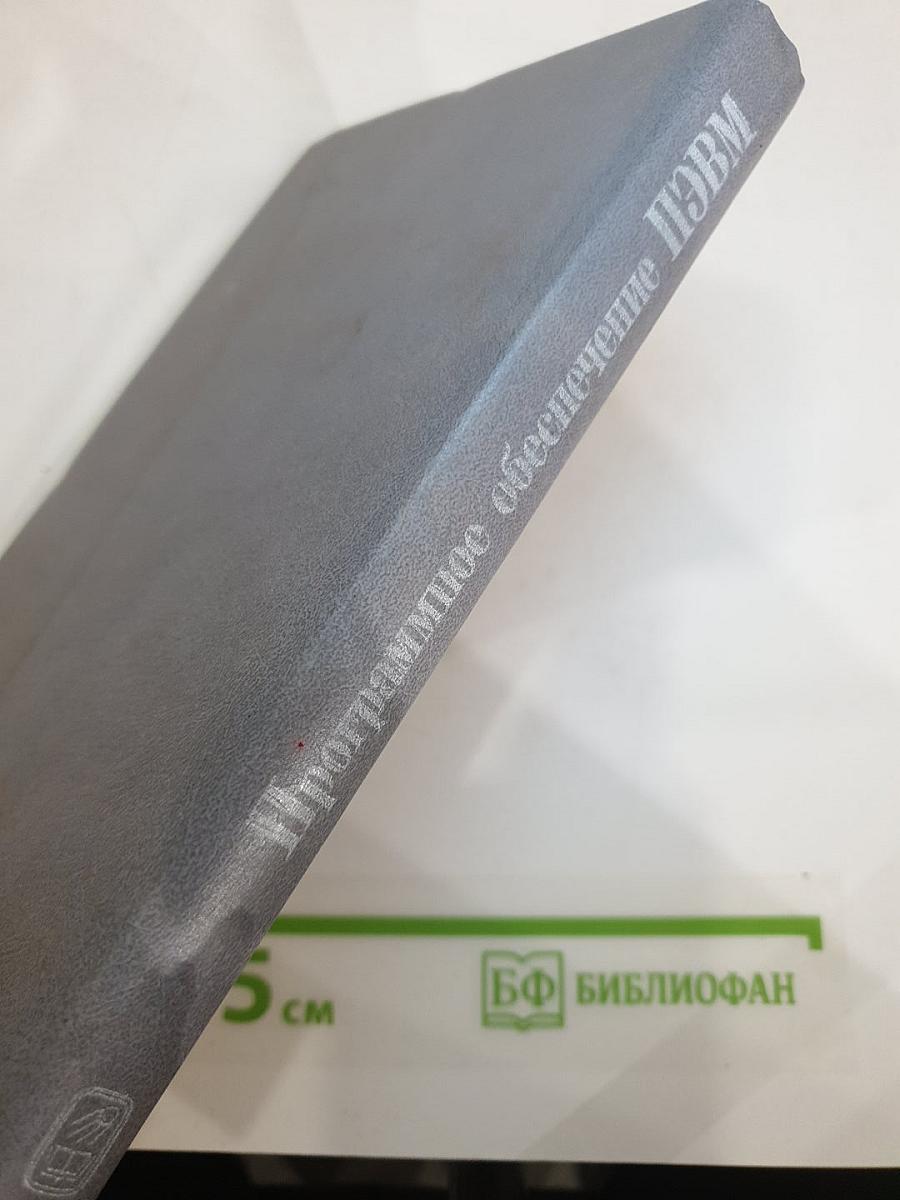 Программное обеспечение ПЭВМ
5 см
БФ БИБЛИОФАН